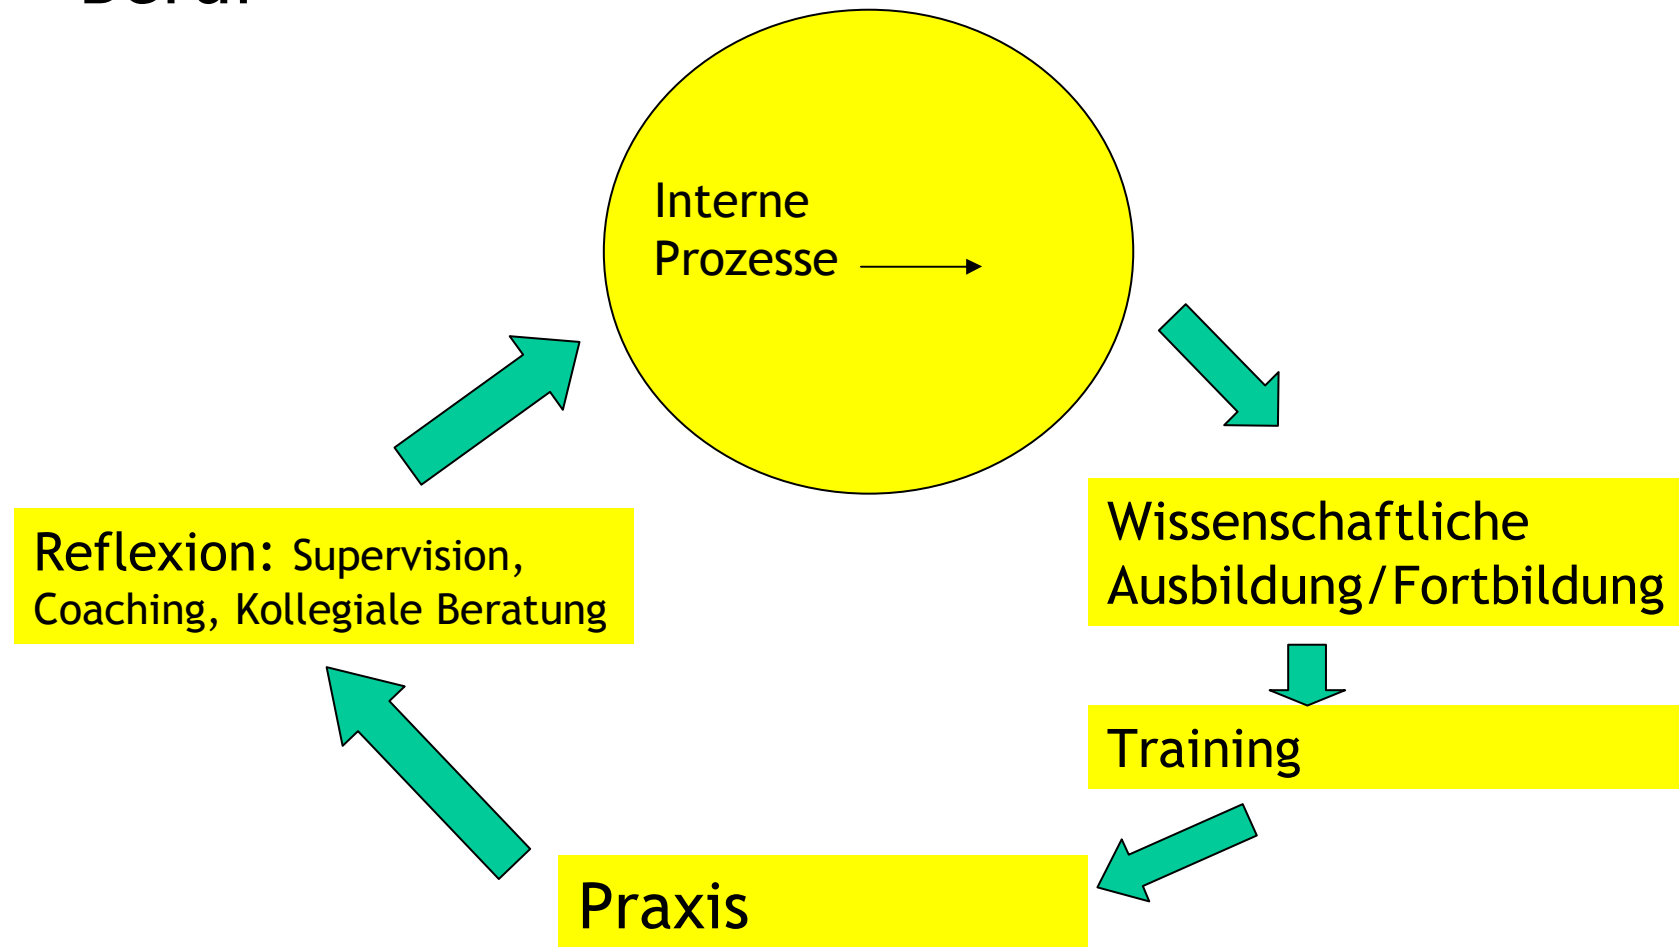 Interne
Prozesse
Wissenschaftliche
Ausbildung/Fortbildung
Reflexion: Supervision,
Coaching, Kollegiale Beratung
Training
Praxis